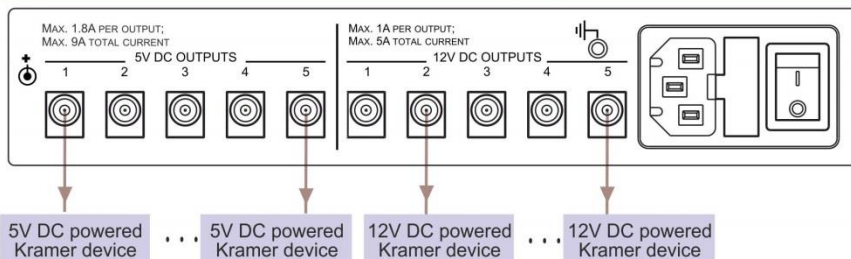 MAX. 1.8A PER OUTPUT;
MAX. 9A TOTAL CURRENT
5V DC OUTPUTS
+
1 2 3 4 5
MAX. 1A PER OUTPUT;
MAX. 5A TOTAL CURRENT
12V DC OUTPUTS
1 2 3 4 5
5V DC powered
Kramer device
. . .
5V DC powered
Kramer device
12V DC powered
Kramer device
. . .
12V DC powered
Kramer device